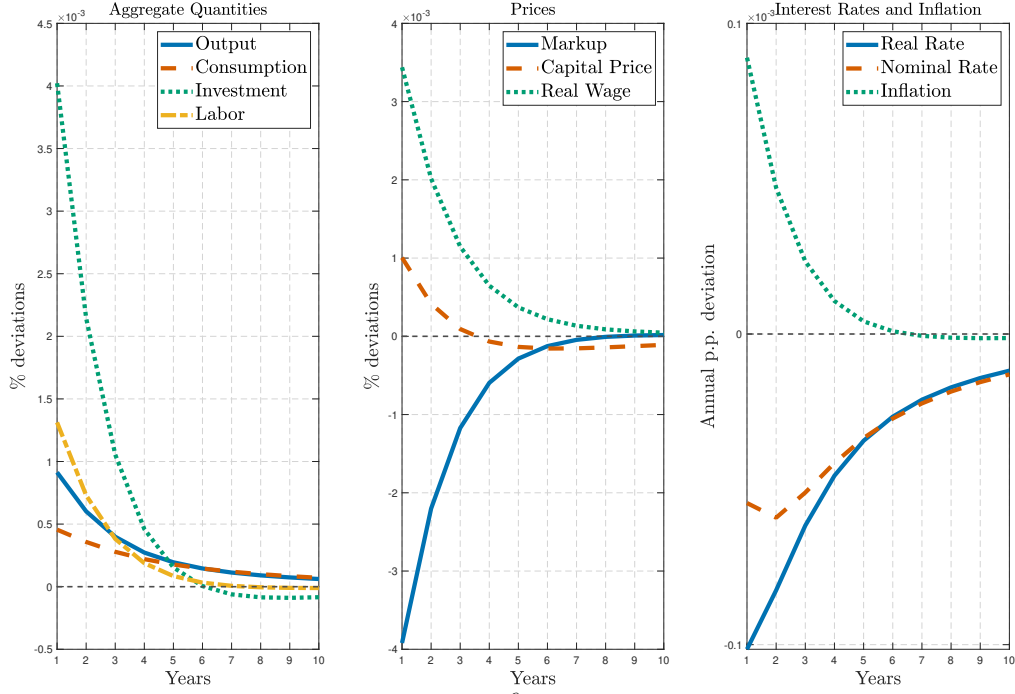 Aggregate Quantities
×10⁻³
Output
Consumption
Investment
Labor
4.5
4
3.5
3
2.5
2
1.5
1
0.5
0
-0.5
% deviations
1 2 3 4 5 6 7 8 9 10
Years
Prices
×10⁻³
Markup
Capital Price
Real Wage
4
3
2
1
0
-1
-2
-3
-4
% deviations
1 2 3 4 5 6 7 8 9 10
Years
Interest Rates and Inflation
×10⁻³
Real Rate
Nominal Rate
Inflation
0.1
0
-0.1
Annual p.p. deviation
1 2 3 4 5 6 7 8 9 10
Years